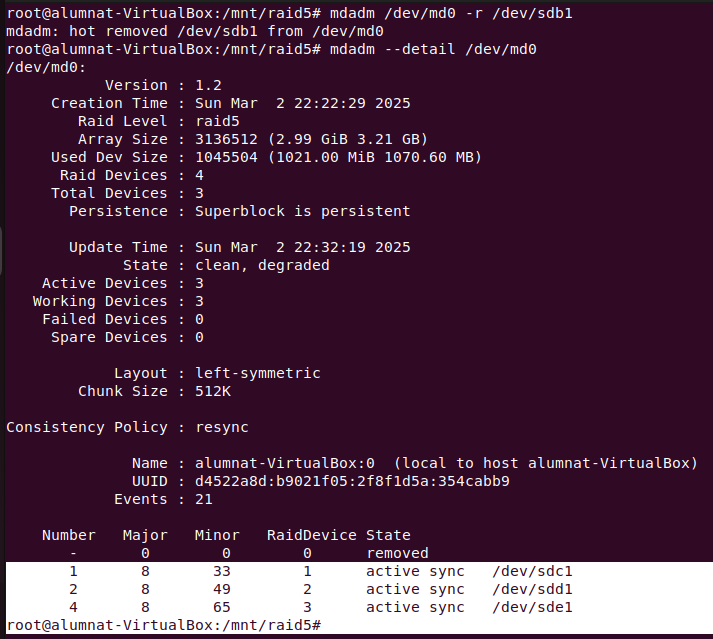 root@alumnat-VirtualBox:/mnt/raid5# mdadm /dev/md0 -r /dev/sdb1
mdadm: hot removed /dev/sdb1 from /dev/md0
root@alumnat-VirtualBox:/mnt/raid5# mdadm --detail /dev/md0
/dev/md0:
           Version : 1.2
     Creation Time : Sun Mar  2 22:22:29 2025
        Raid Level : raid5
        Array Size : 3136512 (2.99 GiB 3.21 GB)
     Used Dev Size : 1045504 (1021.00 MiB 1070.60 MB)
      Raid Devices : 4
     Total Devices : 3
       Persistence : Superblock is persistent

       Update Time : Sun Mar  2 22:32:19 2025
             State : clean, degraded
    Active Devices : 3
   Working Devices : 3
    Failed Devices : 0
     Spare Devices : 0

            Layout : left-symmetric
        Chunk Size : 512K

Consistency Policy : resync

              Name : alumnat-VirtualBox:0  (local to host alumnat-VirtualBox)
              UUID : d4522a8d:b9021f05:2f8f1d5a:354cabb9
            Events : 21

    Number   Major   Minor   RaidDevice State
       -       0        0        0      removed
       1       8       33        1      active sync   /dev/sdc1
       2       8       49        2      active sync   /dev/sdd1
       4       8       65        3      active sync   /dev/sde1
root@alumnat-VirtualBox:/mnt/raid5#